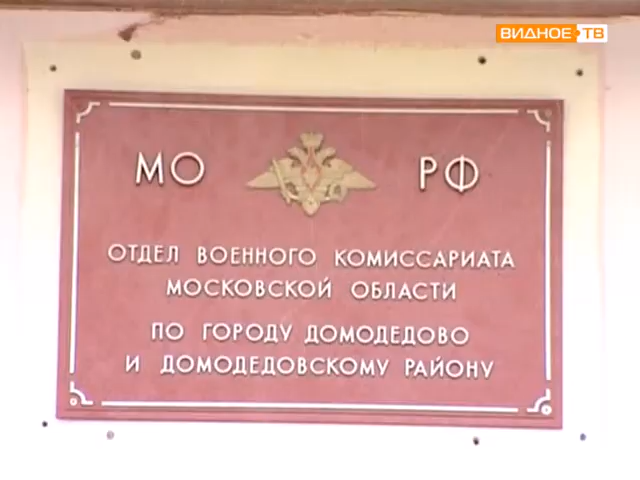 ВИДНОЕ ТВ
МО РФ
ОТДЕЛ ВОЕННОГО КОМИССАРИАТА
МОСКОВСКОЙ ОБЛАСТИ
ПО ГОРОДУ ДОМОДЕДОВО
И ДОМОДЕДОВСКОМУ РАЙОНУ